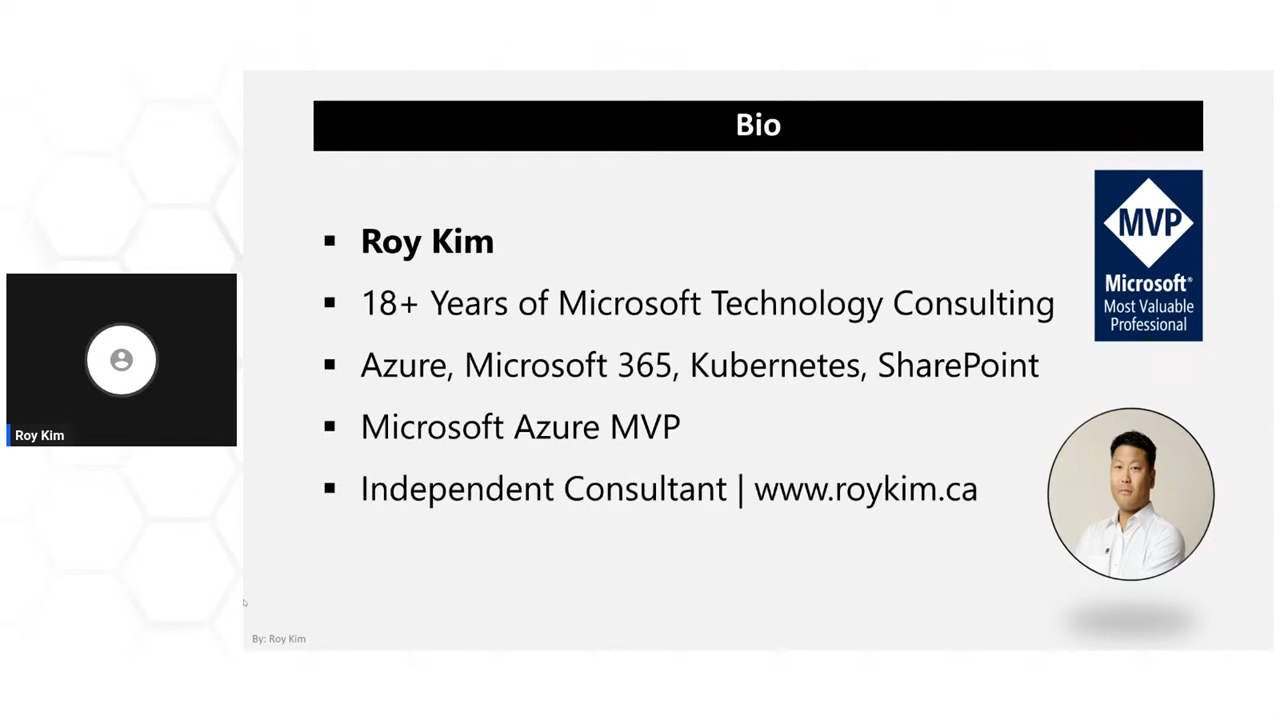 Bio
MVP
Microsoft®
Most Valuable
Professional
▪ Roy Kim
▪ 18+ Years of Microsoft Technology Consulting
▪ Azure, Microsoft 365, Kubernetes, SharePoint
▪ Microsoft Azure MVP
▪ Independent Consultant | www.roykim.ca
Roy Kim
By: Roy Kim